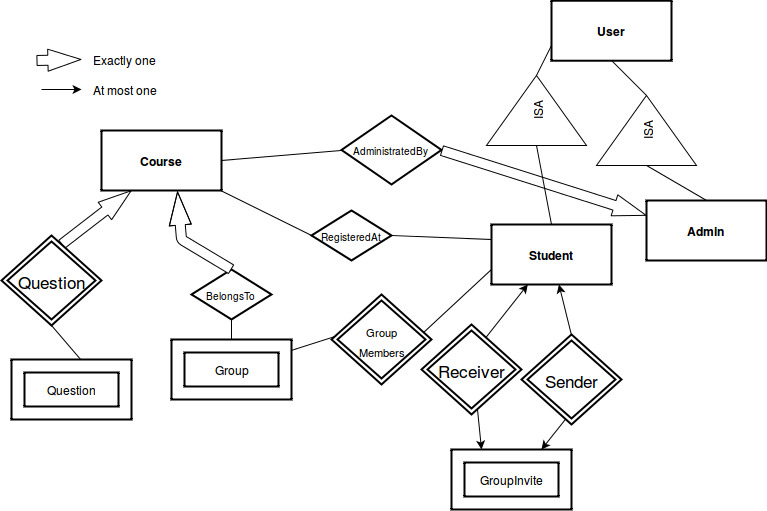 User
Exactly one
At most one
ISA
ISA
Course
AdministratedBy
Admin
RegisteredAt
Student
Question
BelongsTo
Group
Members
Group
Receiver
Sender
Question
GroupInvite